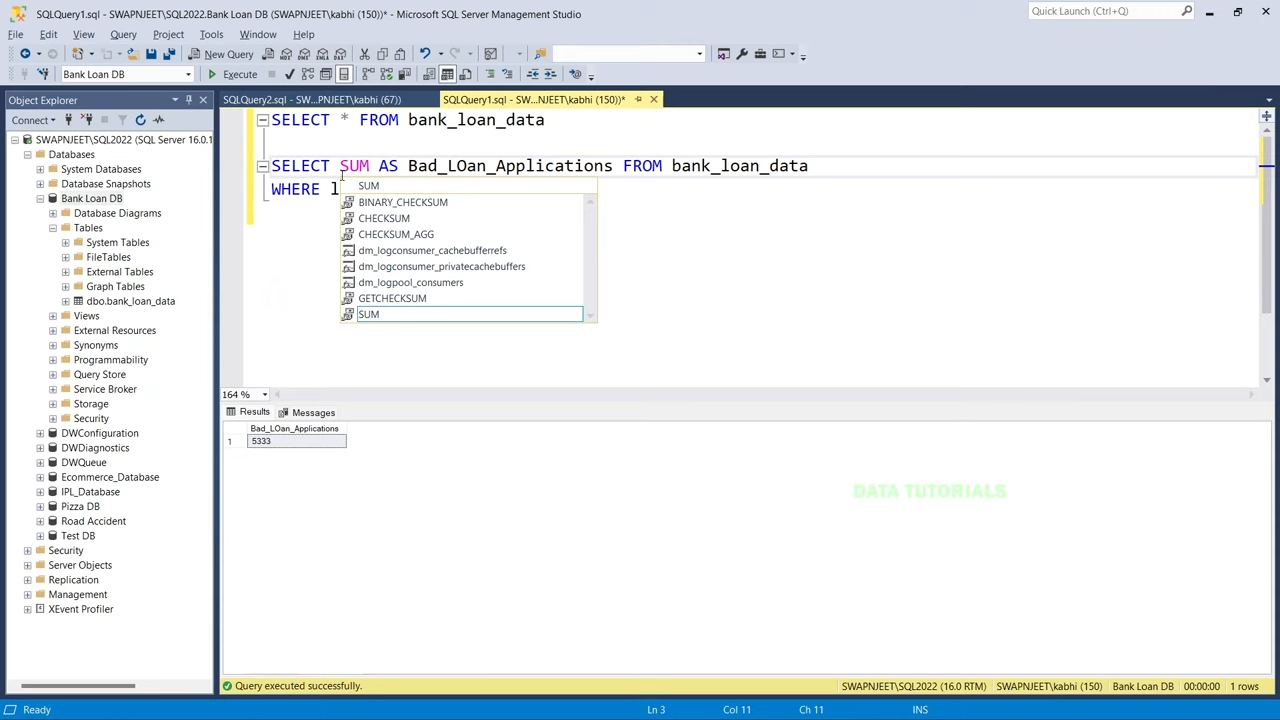 SQLQuery1.sql - SWAPNJEET\SQL2022.Bank Loan DB (SWAPNJEET\kabhi (150))* - Microsoft SQL Server Management Studio
Quick Launch (Ctrl+Q)
File Edit View Query Project Tools Window Help
New Query
Bank Loan DB
Execute
Object Explorer
SQLQuery2.sql - SW...PNJEET\kabhi (67))
SQLQuery1.sql - SW...NJEET\kabhi (150))*
Connect
SWAPNJEET\SQL2022 (SQL Server 16.0.1
Databases
System Databases
Database Snapshots
Bank Loan DB
Database Diagrams
Tables
System Tables
FileTables
External Tables
Graph Tables
dbo.bank_loan_data
Views
External Resources
Synonyms
Programmability
Query Store
Service Broker
Storage
Security
DWConfiguration
DWDiagnostics
DWQueue
Ecommerce_Database
IPL_Database
Pizza DB
Road Accident
Test DB
Security
Server Objects
Replication
Management
XEvent Profiler
SELECT * FROM bank_loan_data
SELECT SUM AS Bad_LOan_Applications FROM bank_loan_data
WHERE l
SUM
BINARY_CHECKSUM
CHECKSUM
CHECKSUM_AGG
dm_logconsumer_cachebufferrefs
dm_logconsumer_privatecachebuffers
dm_logpool_consumers
GETCHECKSUM
SUM
164 %
Results Messages
Bad_LOan_Applications
1 5333
DATA TUTORIALS
Query executed successfully.
SWAPNJEET\SQL2022 (16.0 RTM) SWAPNJEET\kabhi (150) Bank Loan DB 00:00:00 1 rows
Ready Ln 3 Col 11 Ch 11 INS